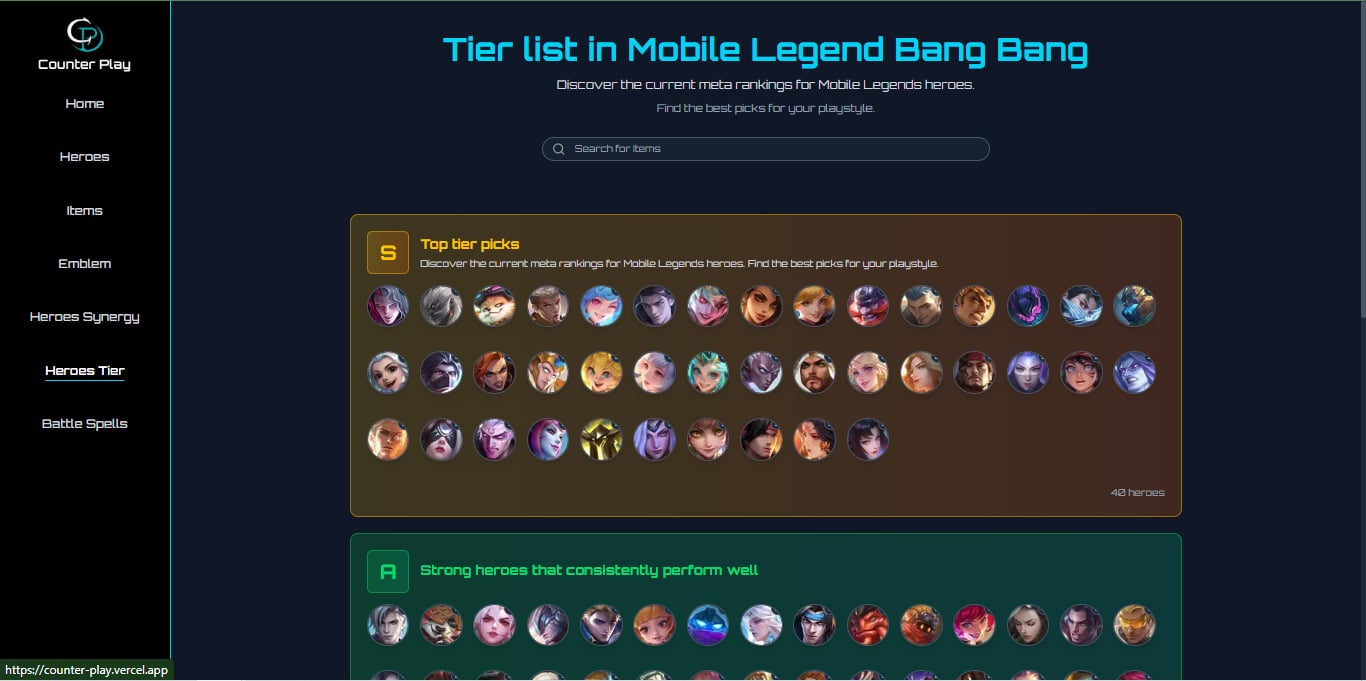 Counter Play
Home
Heroes
Items
Emblem
Heroes Synergy
Heroes Tier
Battle Spells
https://counter-play.vercel.app
Tier list in Mobile Legend Bang Bang
Discover the current meta rankings for Mobile Legends heroes.
Find the best picks for your playstyle.
Search for items
S
Top tier picks
Discover the current meta rankings for Mobile Legends heroes. Find the best picks for your playstyle.
40 heroes
A
Strong heroes that consistently perform well